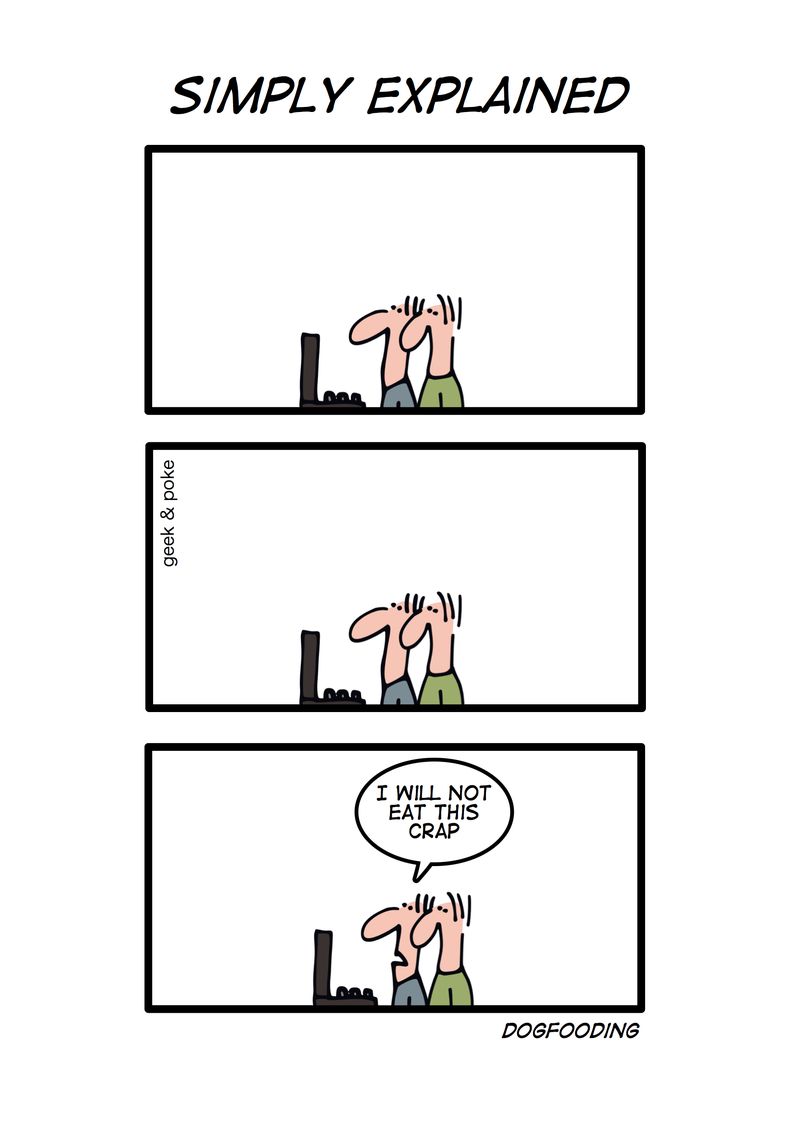 SIMPLY EXPLAINED
geek & poke
I WILL NOT
EAT THIS
CRAP
DOGFOODING